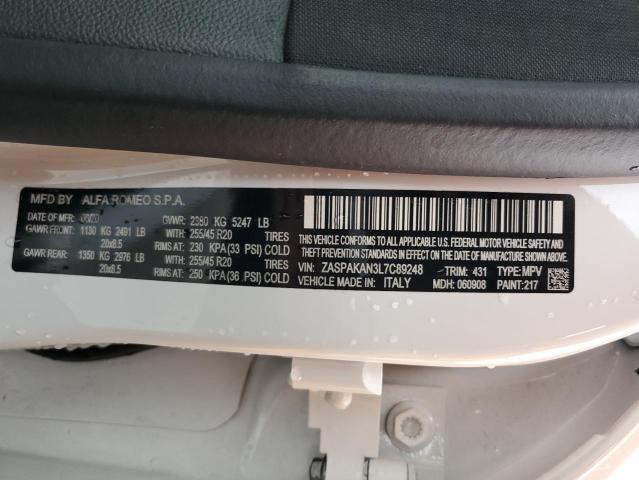 MFD BY ALFA ROMEO S.P.A.
DATE OF MFR: 06/20 GVWR: 2380 KG 5247 LB
GAWR FRONT: 1130 KG 2491 LB 255/45 R20 TIRES
20x8.5 RIMS AT: 230 KPA(33 PSI) COLD
GAWR REAR: 1350 KG 2976 LB 255/45 R20 TIRES
20x8.5 RIMS AT: 250 KPA(36 PSI) COLD
THIS VEHICLE CONFORMS TO ALL APPLICABLE U.S. FEDERAL MOTOR VEHICLE SAFETY AND
THEFT PREVENTION STANDARDS IN EFFECT ON THE DATE OF MANUFACTURE SHOWN ABOVE.
VIN: ZASPAKAN3L7C89248 TRIM: 431 TYPE: MPV
VEHICLE MADE IN: ITALY MDH: 060908 PAINT: 217